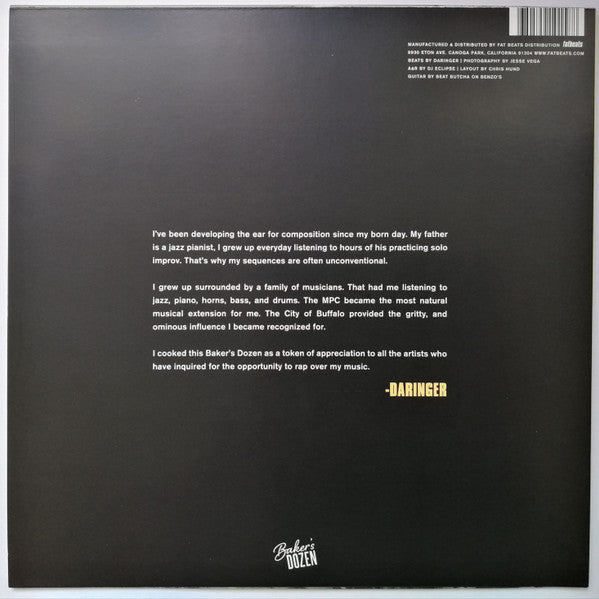 MANUFACTURED & DISTRIBUTED BY FAT BEATS DISTRIBUTION fatbeats
8930 ETON AVE. CANOGA PARK, CALIFORNIA 91304 WWW.FATBEATS.COM
BEATS BY DARINGER | PHOTOGRAPHY BY JESSE VEGA
A&R BY DJ ECLIPSE | LAYOUT BY CHRIS HUND
GUITAR BY BEAT BUTCHA ON BENZO'S
I've been developing the ear for composition since my born day. My father
is a jazz pianist, I grew up everyday listening to hours of his practicing solo
improv. That's why my sequences are often unconventional.
I grew up surrounded by a family of musicians. That had me listening to
jazz, piano, horns, bass, and drums. The MPC became the most natural
musical extension for me. The City of Buffalo provided the gritty, and
ominous influence I became recognized for.
I cooked this Baker's Dozen as a token of appreciation to all the artists who
have inquired for the opportunity to rap over my music.
-DARINGER
Baker's
DOZEN